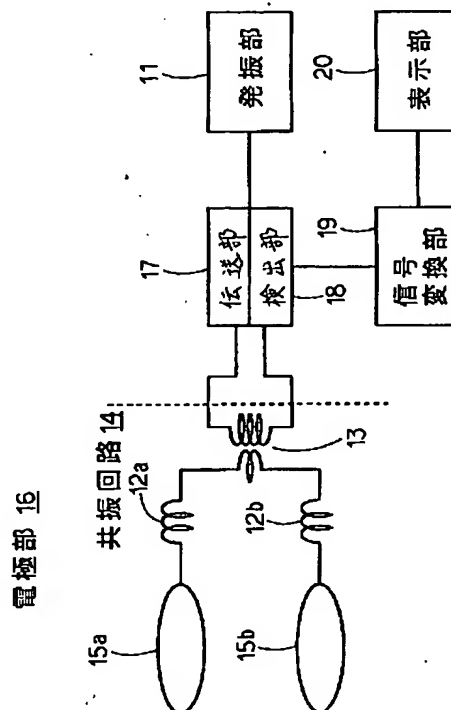 電極部 16
共振回路 14
12a
12b
13
15a
15b
17
伝送部
検出部
18
11
発振部
19
信号
変換部
20
表示部